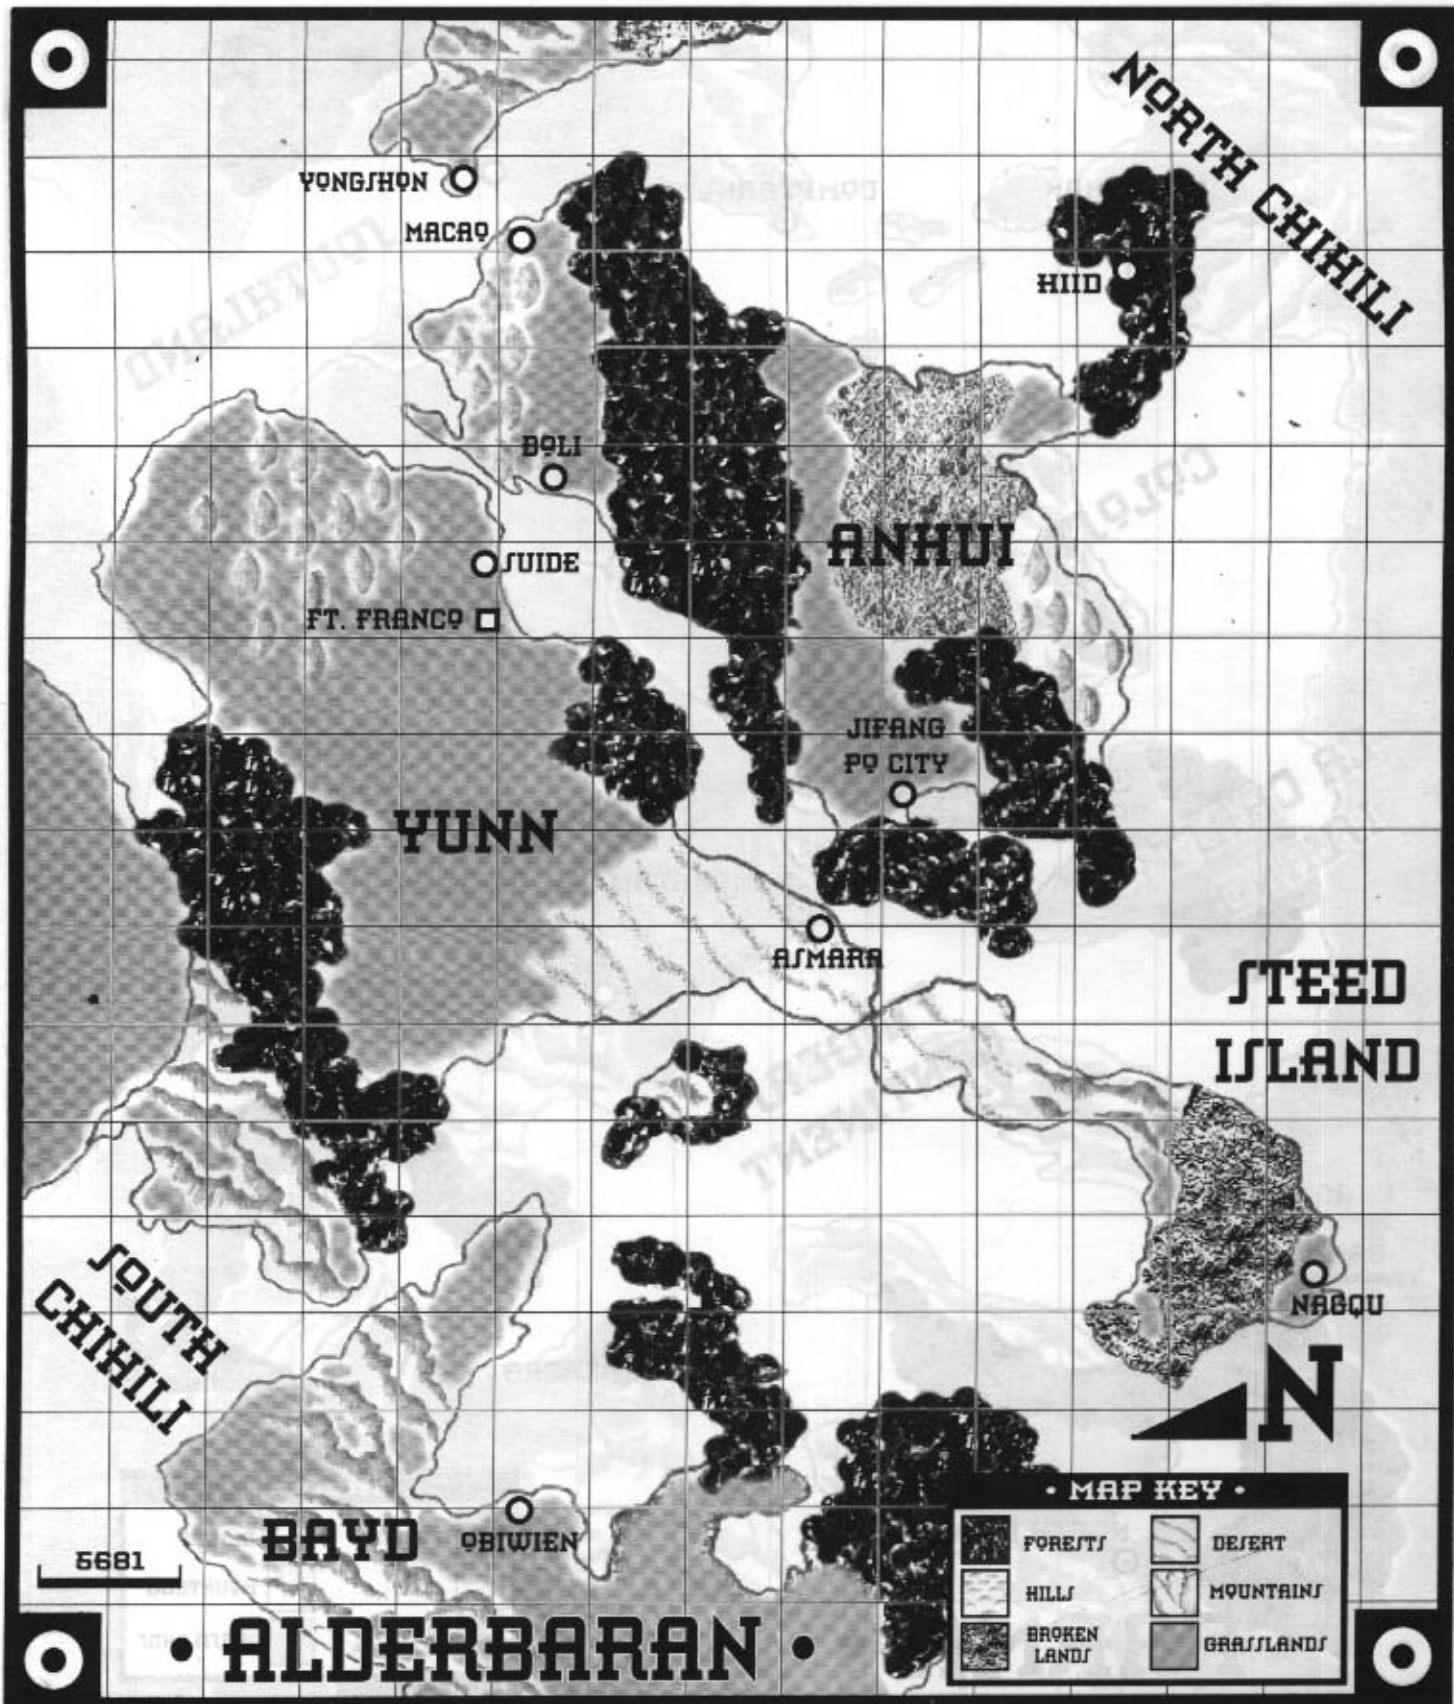 NORTH CHIHILI
YONGSHON
MACAO
HIID
BOLI
ANHUI
SUIDE
FT. FRANCO
JIFANG
PO CITY
YUNN
ASMARA
STEED
ISLAND
SOUTH
CHIHILI
NAGQU
N
BAYD
OBIWIEN
5681
• MAP KEY •
FORESTS
DESERT
HILLS
MOUNTAINS
BROKEN
LANDS
GRASSLANDS
• ALDERBARAN •